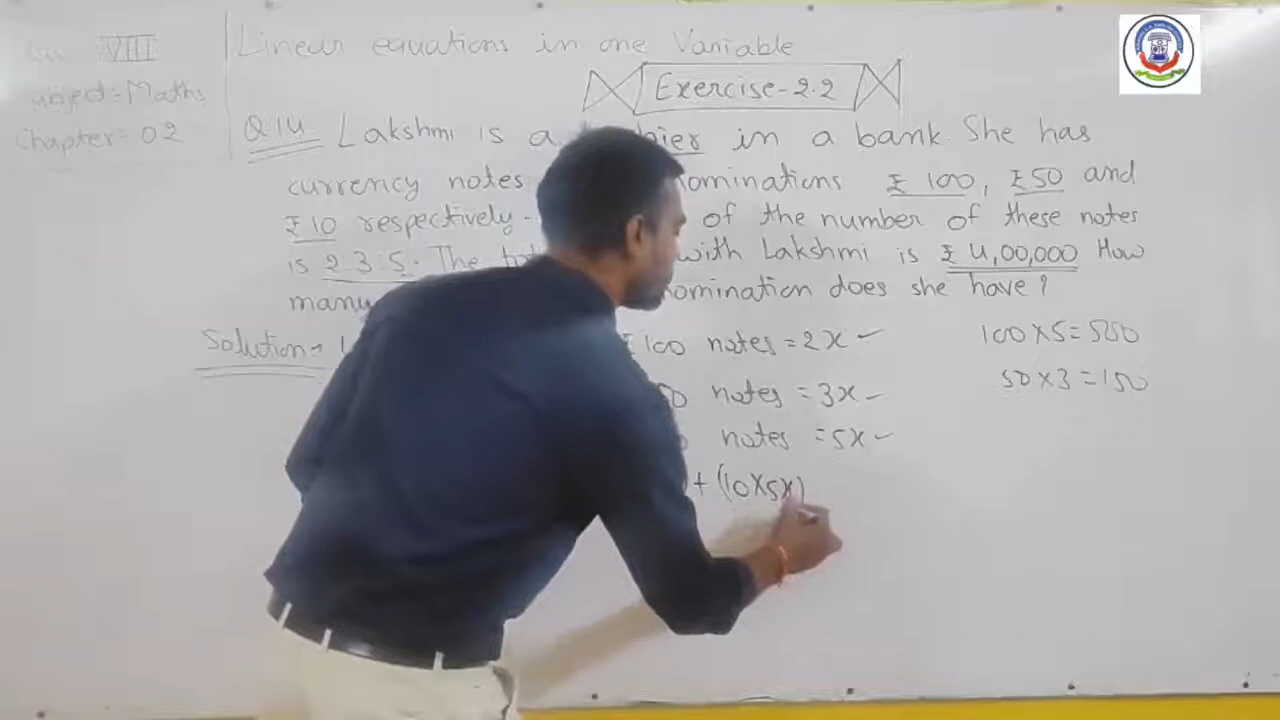 VIII
Linear equations in one Variable
Subject:- Maths
Exercise-2.2
Chapter= 02
Q14 Lakshmi is a in a bank. She has
currency notes nominations ₹ 100, ₹50 and
₹10 respectively. of the number of these notes
is 2:3:5. The with Lakshmi is ₹ 4,00,000 How
many nomination does she have?
Solution:- ₹100 notes = 2x
100×5=500
notes = 3x
50×3=150
notes = 5x
+ (10×5x)